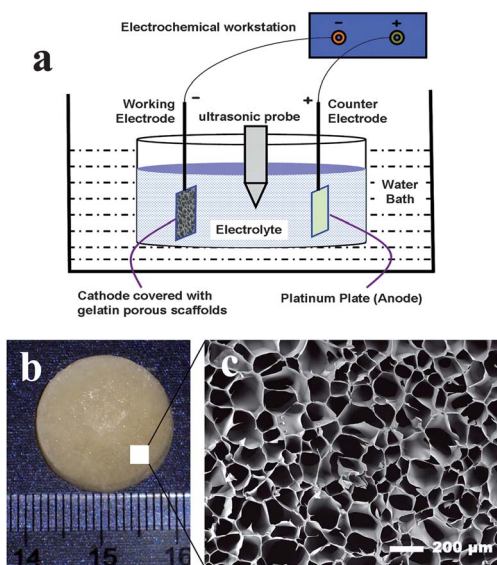 Electrochemical workstation
− +
a
Working
Electrode
−
ultrasonic probe
+
Counter
Electrode
Water
Bath
Electrolyte
Cathode covered with
gelatin porous scaffolds
Platinum Plate (Anode)
b
14 15 16
c
200 µm